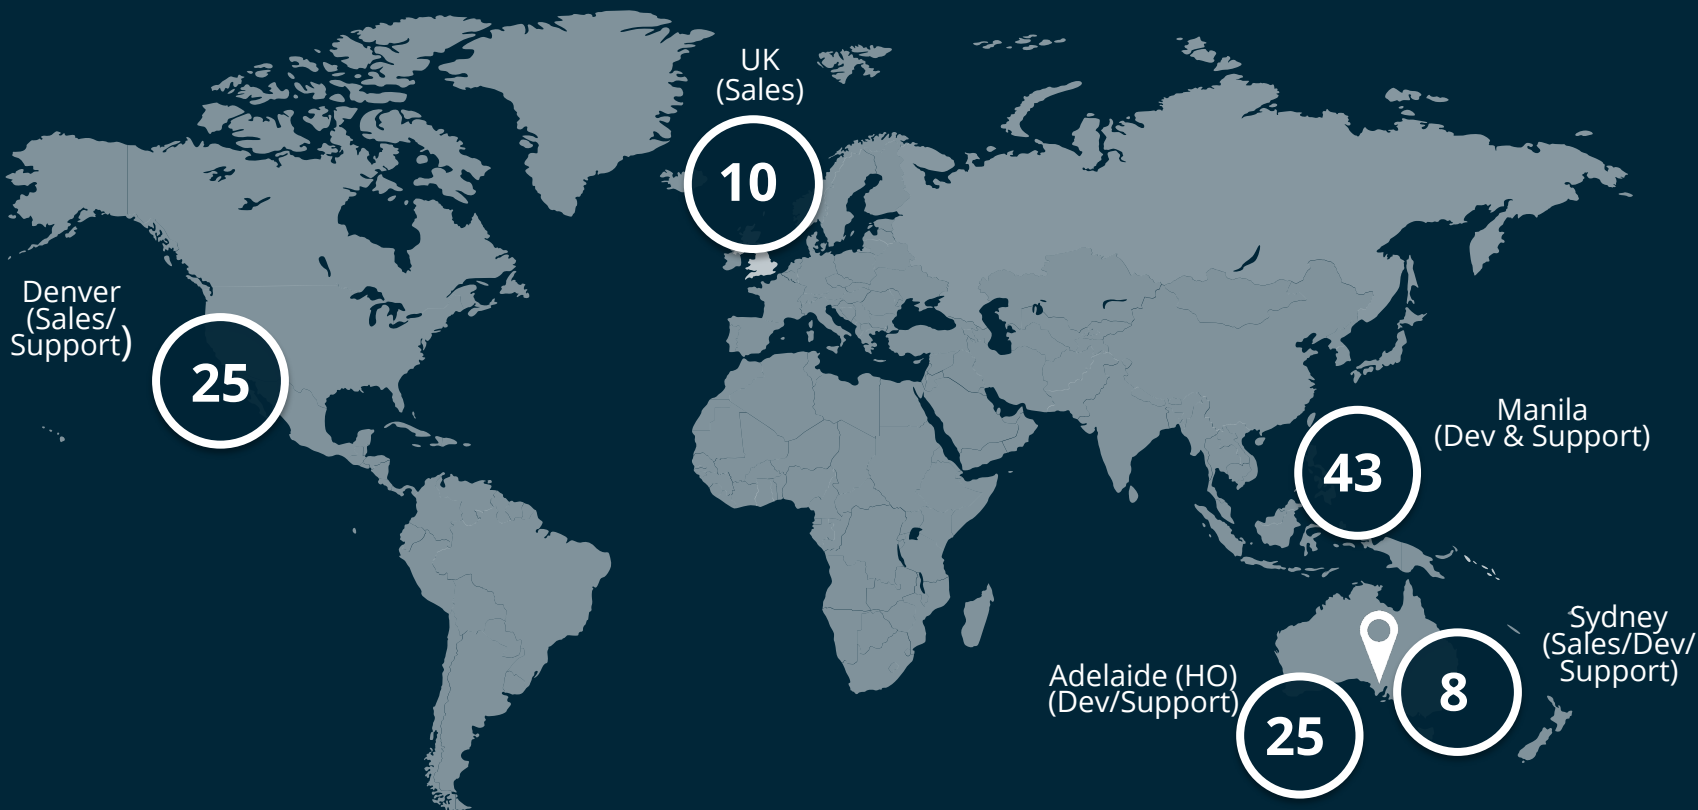 UK
(Sales)
10
Denver
(Sales/
Support)
25
Manila
(Dev & Support)
43
Sydney
(Sales/Dev/
Support)
8
Adelaide (HO)
(Dev/Support)
25